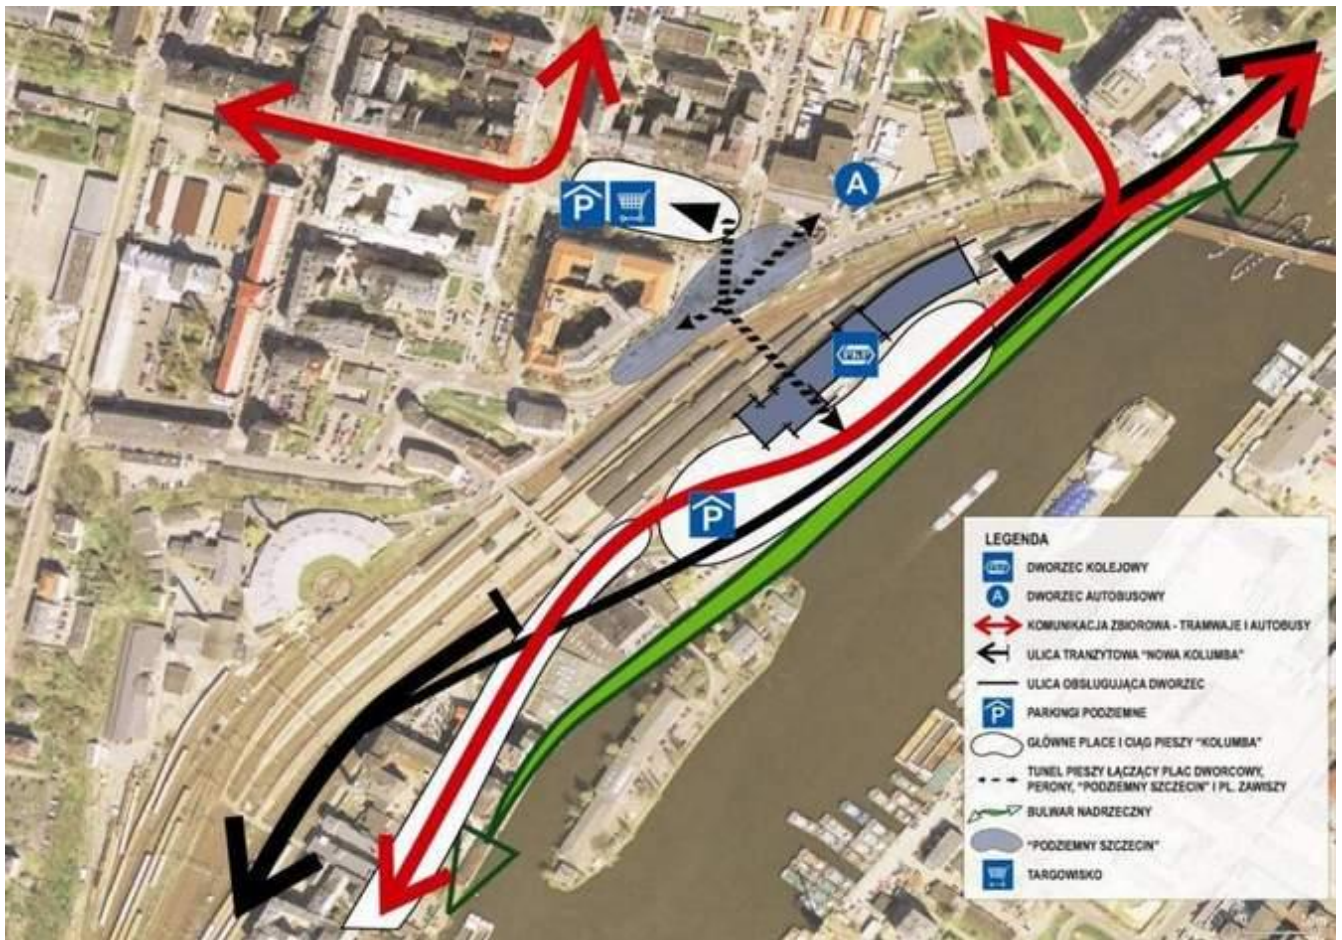 A
P
PKP
P
LEGENDA
PKP
DWORZEC KOLEJOWY
A
DWORZEC AUTOBUSOWY
KOMUNIKACJA ZBIOROWA - TRAMWAJE I AUTOBUSY
ULICA TRANZYTOWA "NOWA KOLUMBA"
ULICA OBSŁUGUJĄCA DWORZEC
P
PARKINGI PODZIEMNE
GŁÓWNE PLACE I CIĄG PIESZY "KOLUMBA"
TUNEL PIESZY ŁĄCZĄCY PLAC DWORCOWY,
PERONY, "PODZIEMNY SZCZECIN" I PL. ZAWISZY
BULWAR NADRZECZNY
"PODZIEMNY SZCZECIN"
TARGOWISKO